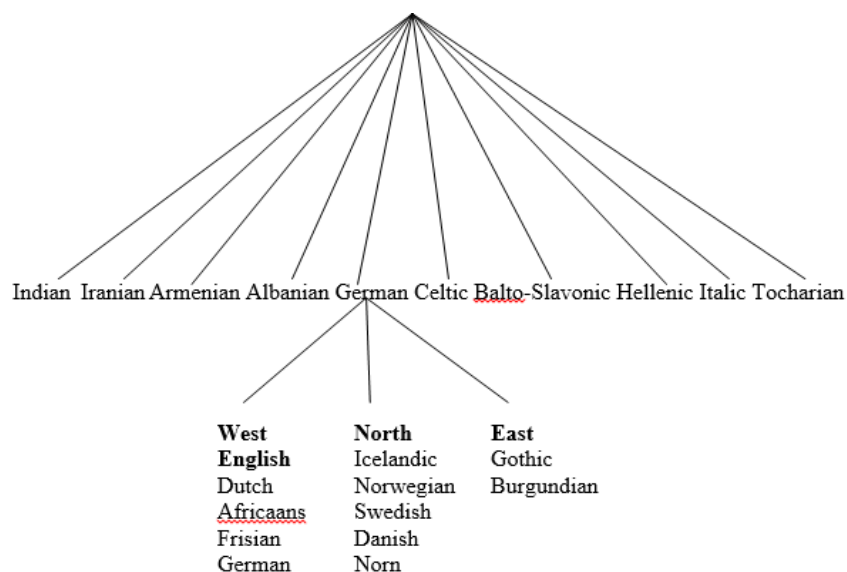 Indian Iranian Armenian Albanian German Celtic Balto-Slavonic Hellenic Italic Tocharian
West North East
English Icelandic Gothic
Dutch Norwegian Burgundian
Africaans Swedish
Frisian Danish
German Norn